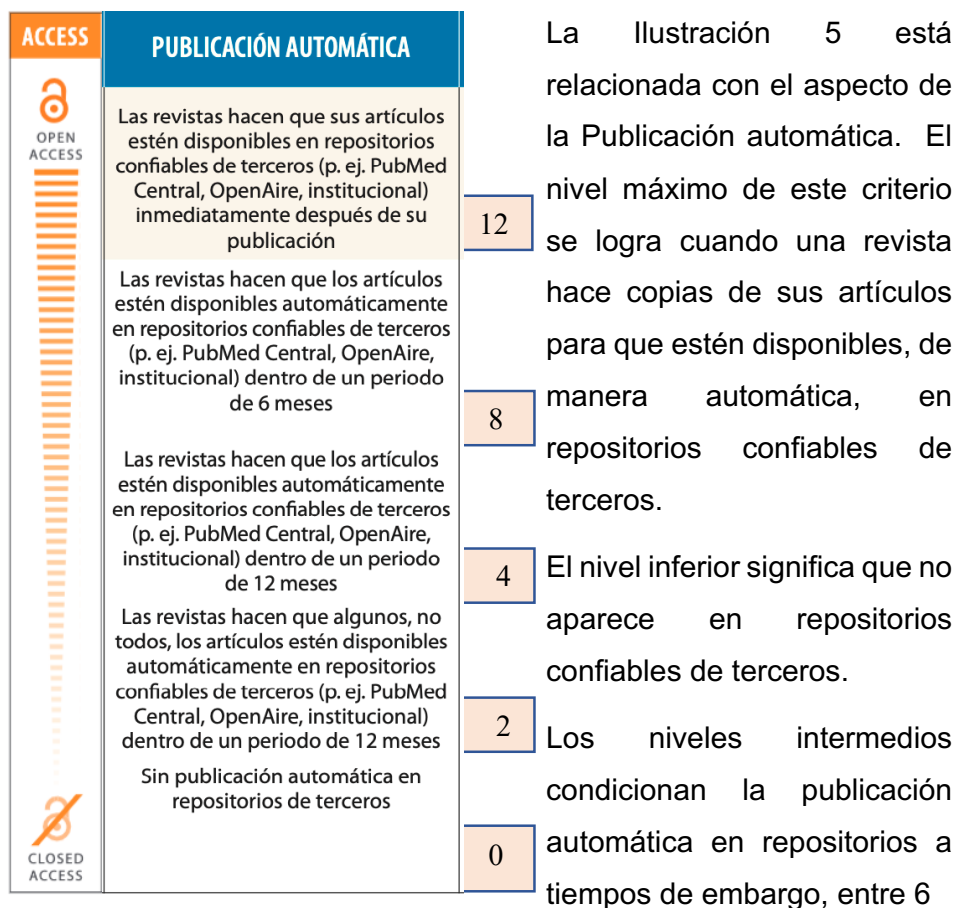 ACCESS
PUBLICACIÓN AUTOMÁTICA
OPEN
ACCESS
Las revistas hacen que sus artículos
estén disponibles en repositorios
confiables de terceros (p. ej. PubMed
Central, OpenAire, institucional)
inmediatamente después de su
publicación
12
Las revistas hacen que los artículos
estén disponibles automáticamente
en repositorios confiables de terceros
(p. ej. PubMed Central, OpenAire,
institucional) dentro de un periodo
de 6 meses
8
Las revistas hacen que los artículos
estén disponibles automáticamente
en repositorios confiables de terceros
(p. ej. PubMed Central, OpenAire,
institucional) dentro de un periodo
de 12 meses
4
Las revistas hacen que algunos, no
todos, los artículos estén disponibles
automáticamente en repositorios
confiables de terceros (p. ej. PubMed
Central, OpenAire, institucional)
dentro de un periodo de 12 meses
2
Sin publicación automática en
repositorios de terceros
0
CLOSED
ACCESS
La Ilustración 5 está
relacionada con el aspecto de
la Publicación automática. El
nivel máximo de este criterio
se logra cuando una revista
hace copias de sus artículos
para que estén disponibles, de
manera automática, en
repositorios confiables de
terceros.
El nivel inferior significa que no
aparece en repositorios
confiables de terceros.
Los niveles intermedios
condicionan la publicación
automática en repositorios a
tiempos de embargo, entre 6